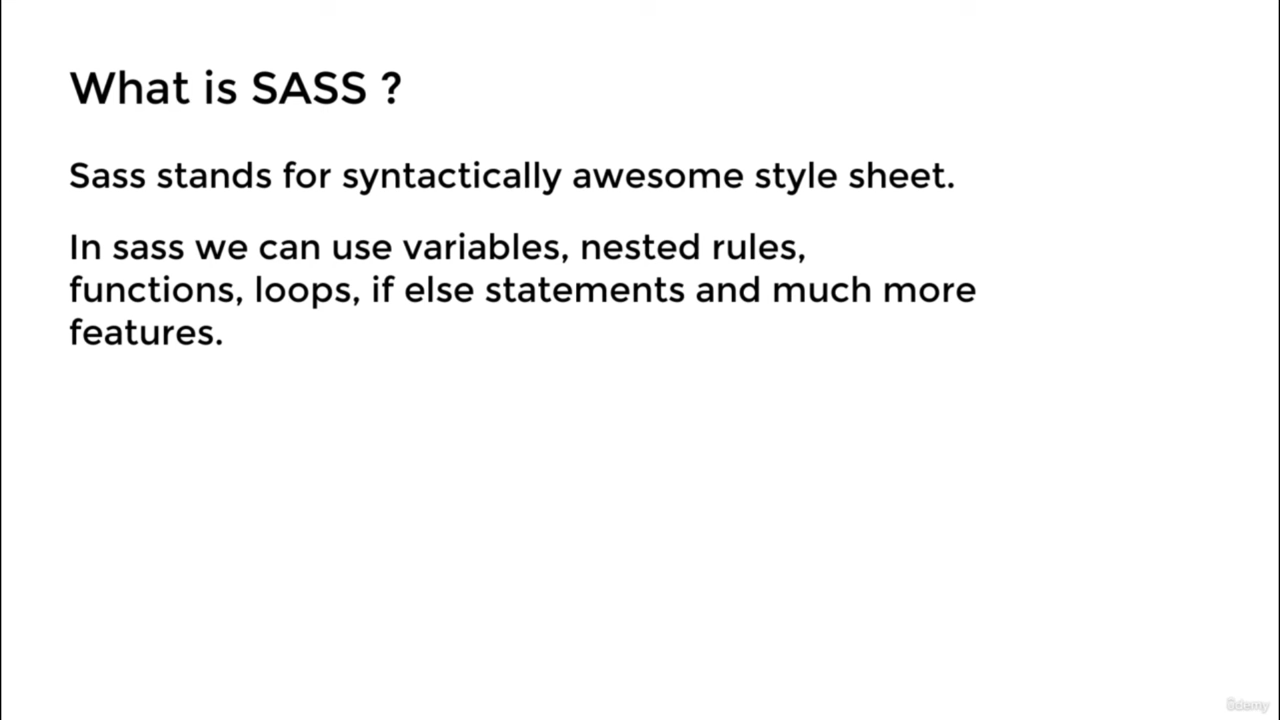 What is SASS ?
Sass stands for syntactically awesome style sheet.
In sass we can use variables, nested rules,
functions, loops, if else statements and much more
features.
ûdemy